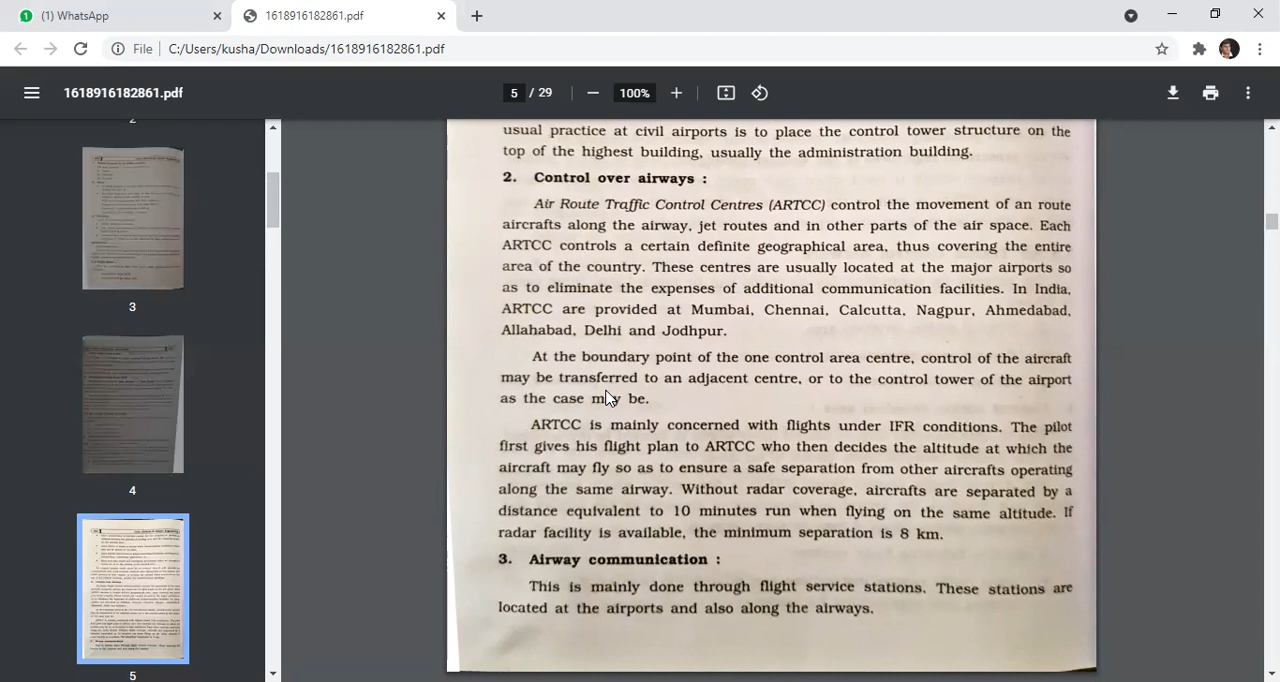 (1) WhatsApp
1618916182861.pdf
File
C:/Users/kusha/Downloads/1618916182861.pdf
1618916182861.pdf
5 / 29
100%
2
3
4
5
usual practice at civil airports is to place the control tower structure on the
top of the highest building, usually the administration building.
2. Control over airways :
Air Route Traffic Control Centres (ARTCC) control the movement of an route
aircrafts along the airway, jet routes and in other parts of the air space. Each
ARTCC controls a certain definite geographical area, thus covering the entire
area of the country. These centres are usually located at the major airports so
as to eliminate the expenses of additional communication facilities. In India,
ARTCC are provided at Mumbai, Chennai, Calcutta, Nagpur, Ahmedabad,
Allahabad, Delhi and Jodhpur.
At the boundary point of the one control area centre, control of the aircraft
may be transferred to an adjacent centre, or to the control tower of the airport
as the case may be.
ARTCC is mainly concerned with flights under IFR conditions. The pilot
first gives his flight plan to ARTCC who then decides the altitude at which the
aircraft may fly so as to ensure a safe separation from other aircrafts operating
along the same airway. Without radar coverage, aircrafts are separated by a
distance equivalent to 10 minutes run when flying on the same altitude. If
radar facility is available, the minimum separation is 8 km.
3. Airway communication :
This is mainly done through flight service stations. These stations are
located at the airports and also along the airways.